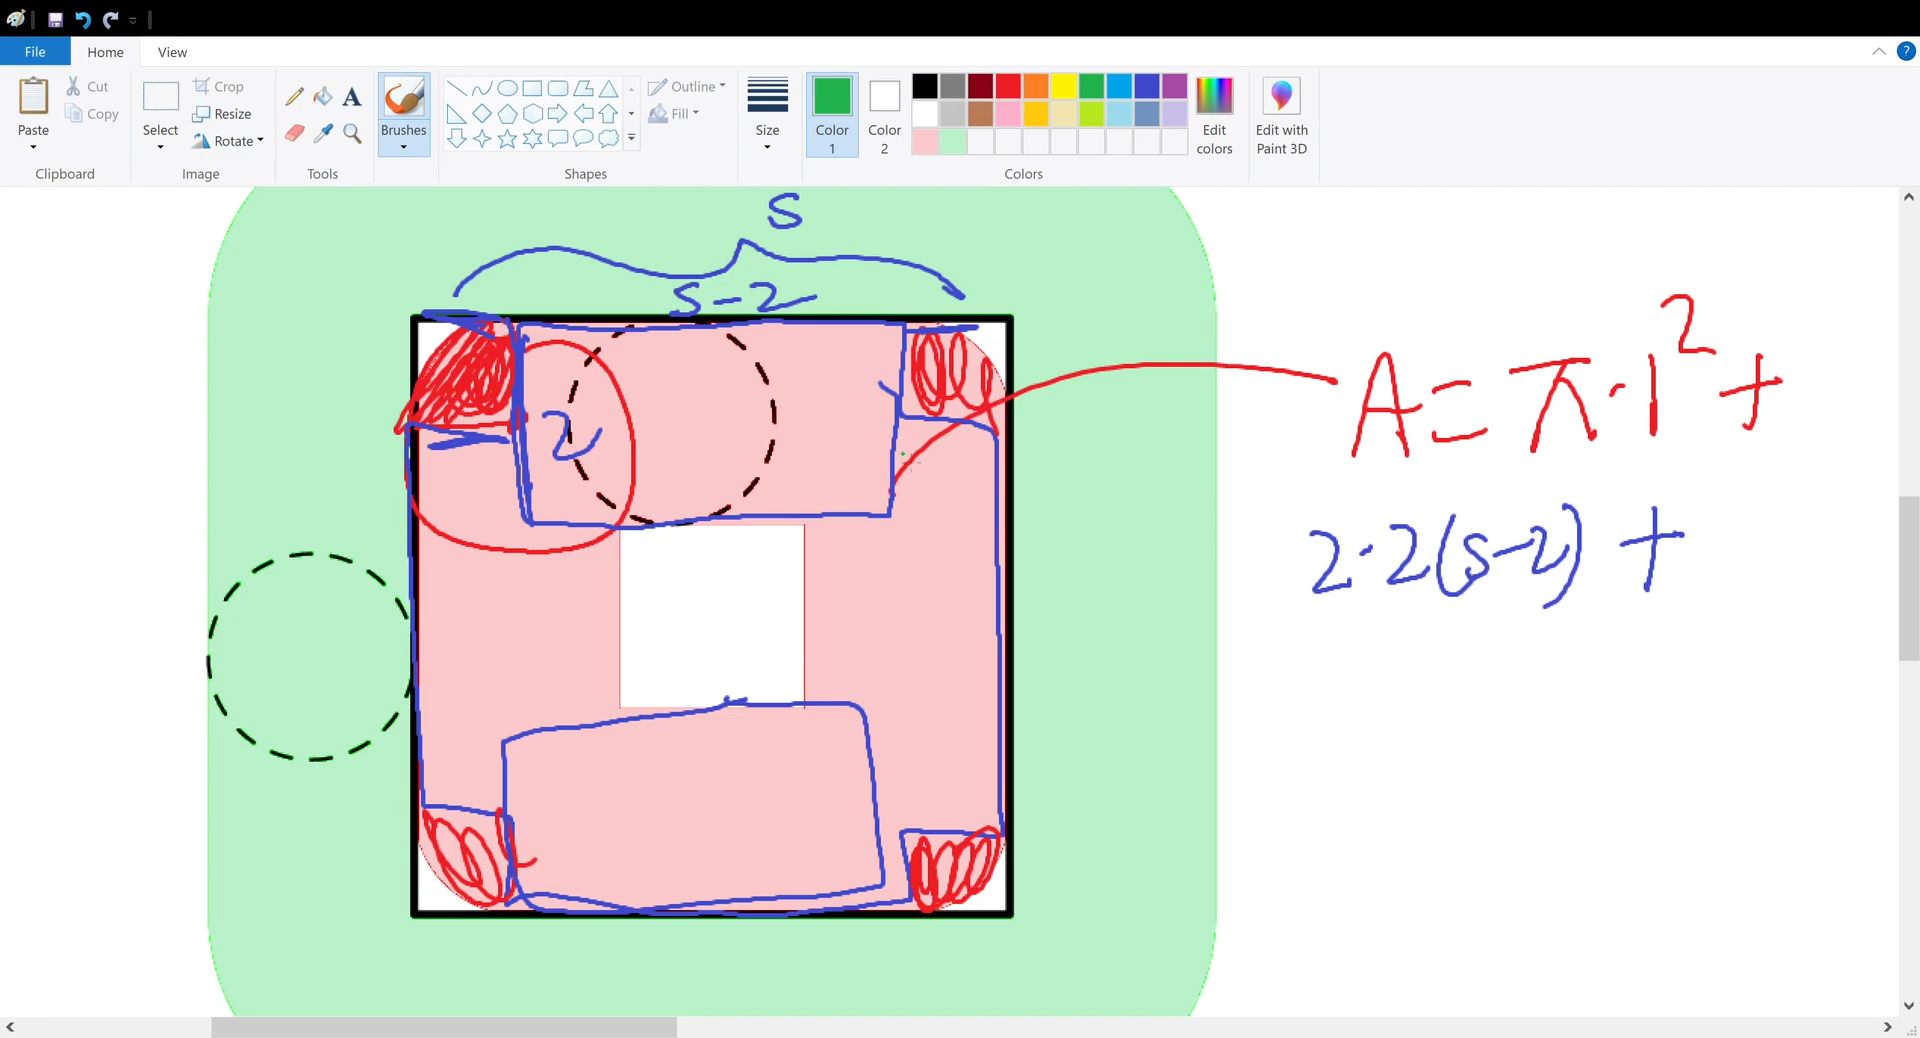 File
Home
View
Paste
Cut
Copy
Clipboard
Select
Crop
Resize
Rotate
Image
A
Tools
Brushes
Outline
Fill
Shapes
Size
Color
1
Color
2
Edit
colors
Edit with
Paint 3D
Colors
?
s
s-2
2
A = π·1² +
2·2(s-2) +